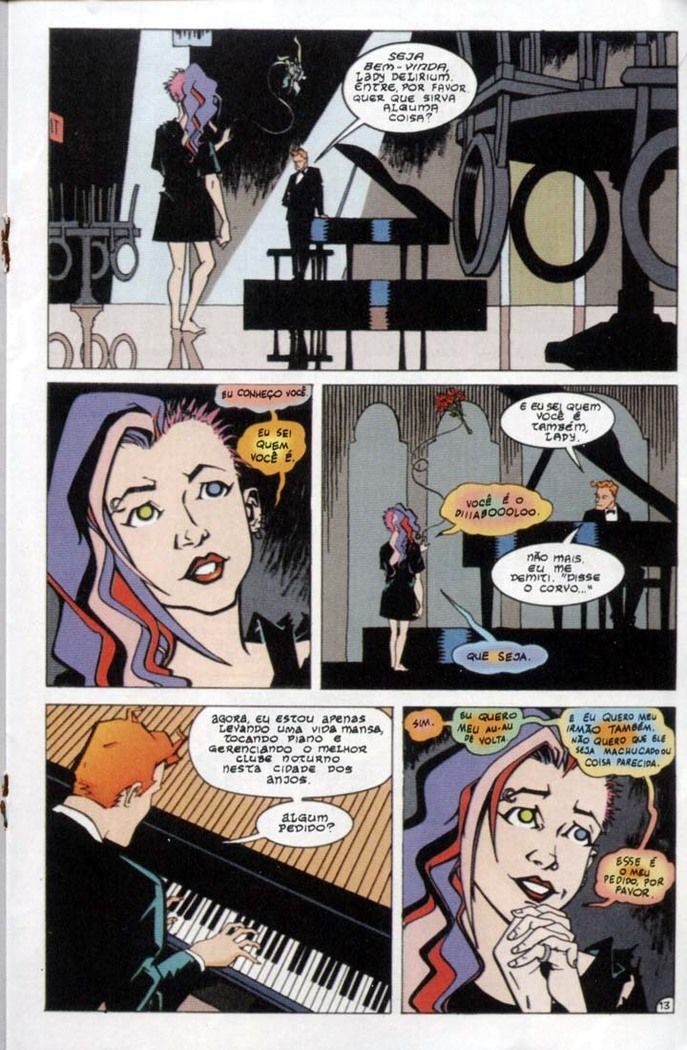 SEJA
BEM-VINDA,
LADY DELIRIUM.
ENTRE, POR FAVOR.
QUER QUE SIRVA
ALGUMA
COISA?
EU CONHEÇO VOCÊ.
EU SEI
QUEM
VOCÊ É.
E EU SEI QUEM
VOCÊ É
TAMBÉM,
LADY.
VOCÊ É O
DIIIABOOOLOO.
NÃO MAIS.
EU ME
DEMITI. "DISSE
O CORVO..."
QUE SEJA.
AGORA, EU ESTOU APENAS
LEVANDO UMA VIDA MANSA,
TOCANDO PIANO E
GERENCIANDO O MELHOR
CLUBE NOTURNO
NESTA CIDADE DOS
ANJOS.
ALGUM
PEDIDO?
SIM.
EU QUERO
MEU AU-AU
DE VOLTA
E EU QUERO MEU
IRMÃO TAMBÉM.
NÃO QUERO QUE ELE
SEJA MACHUCADO OU
COISA PARECIDA.
ESSE É
O MEU
PEDIDO, POR
FAVOR.
13